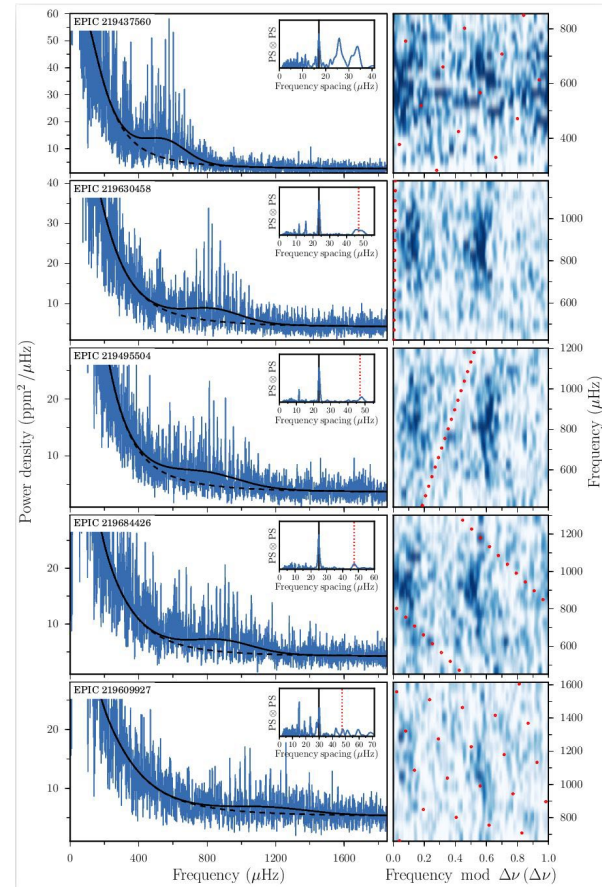 EPIC 219437560
60
50
40
30
20
10
PS ⊗ PS
0 10 20 30 40
Frequency spacing (μHz)
800
600
400
EPIC 219630458
40
30
20
10
PS ⊗ PS
0 10 20 30 40 50
Frequency spacing (μHz)
1000
800
600
EPIC 219495504
20
10
PS ⊗ PS
0 10 20 30 40 50
Frequency spacing (μHz)
1200
1000
800
600
EPIC 219684426
20
10
PS ⊗ PS
0 10 20 30 40 50 60
Frequency spacing (μHz)
1200
1000
800
600
EPIC 219609927
20
10
PS ⊗ PS
0 10 20 30 40 50 60 70
Frequency spacing (μHz)
1600
1400
1200
1000
800
0 400 800 1200 1600
0.0 0.2 0.4 0.6 0.8 1.0
Power density (ppm²/μHz)
Frequency (μHz)
Frequency (μHz)
Frequency mod Δν (Δν)